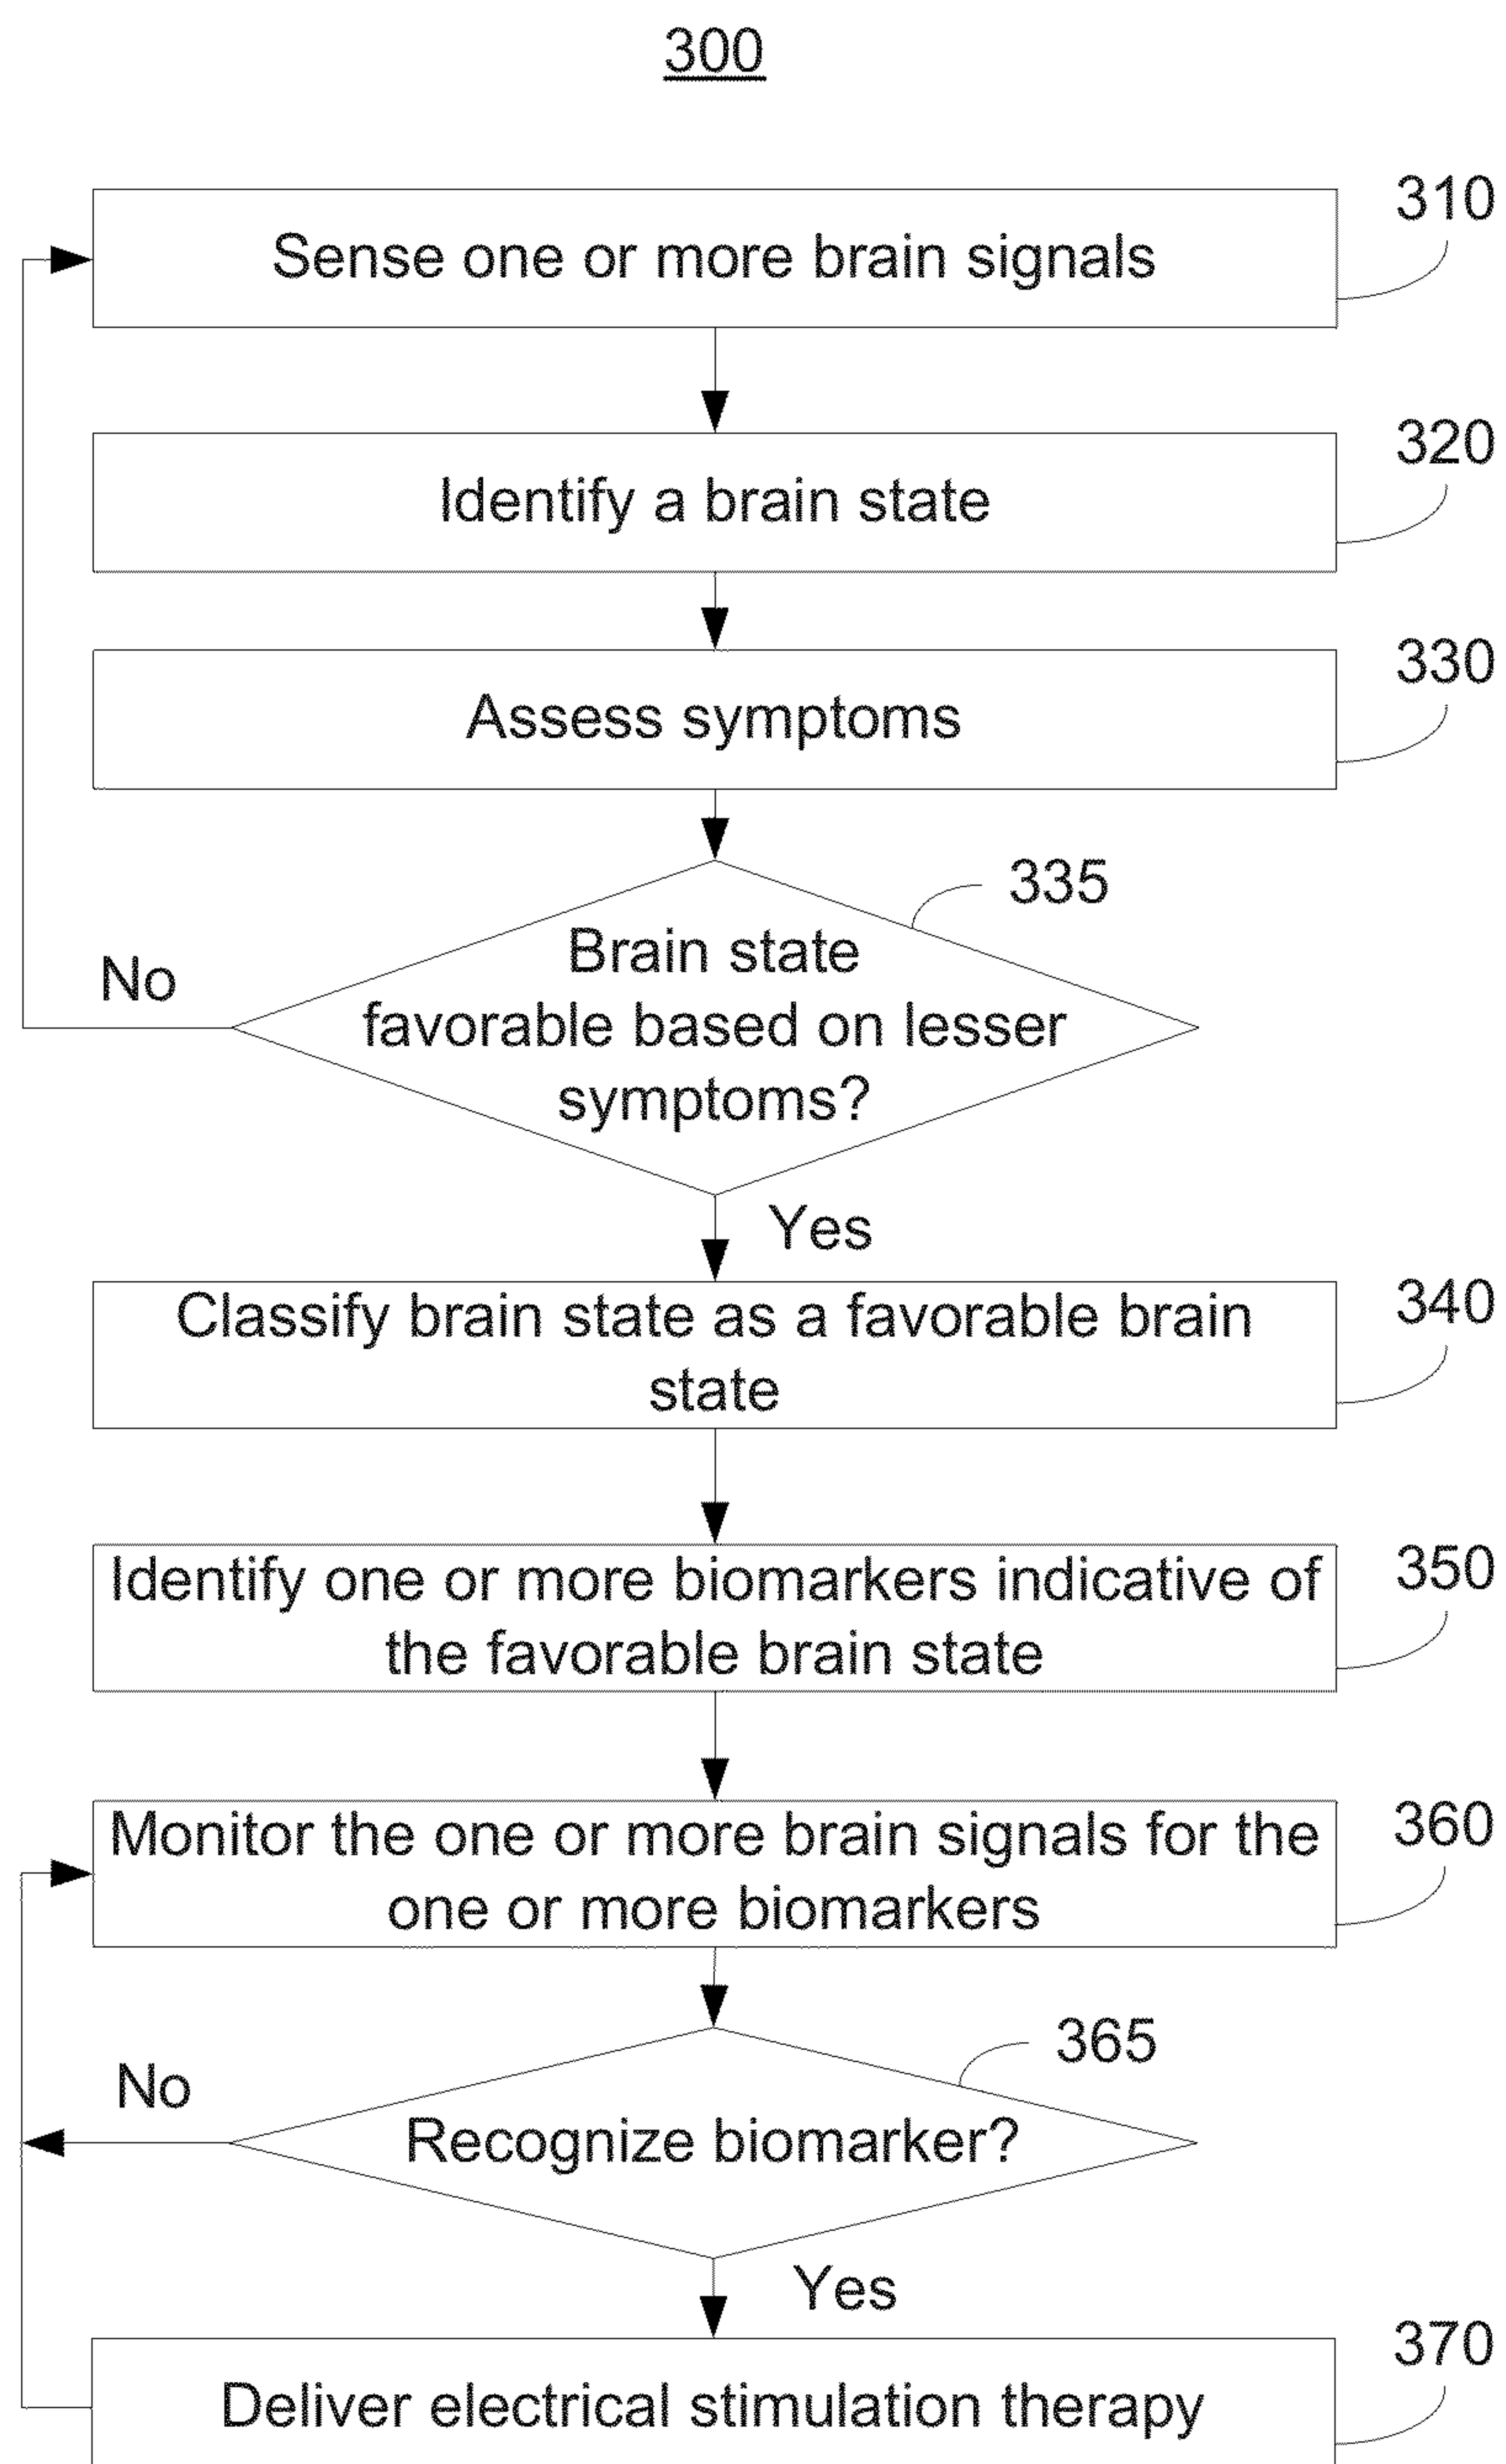 300
310
Sense one or more brain signals
320
Identify a brain state
330
Assess symptoms
335
Brain state
favorable based on lesser
symptoms?
No
Yes
340
Classify brain state as a favorable brain
state
350
Identify one or more biomarkers indicative of
the favorable brain state
360
Monitor the one or more brain signals for the
one or more biomarkers
365
No
Recognize biomarker?
Yes
370
Deliver electrical stimulation therapy